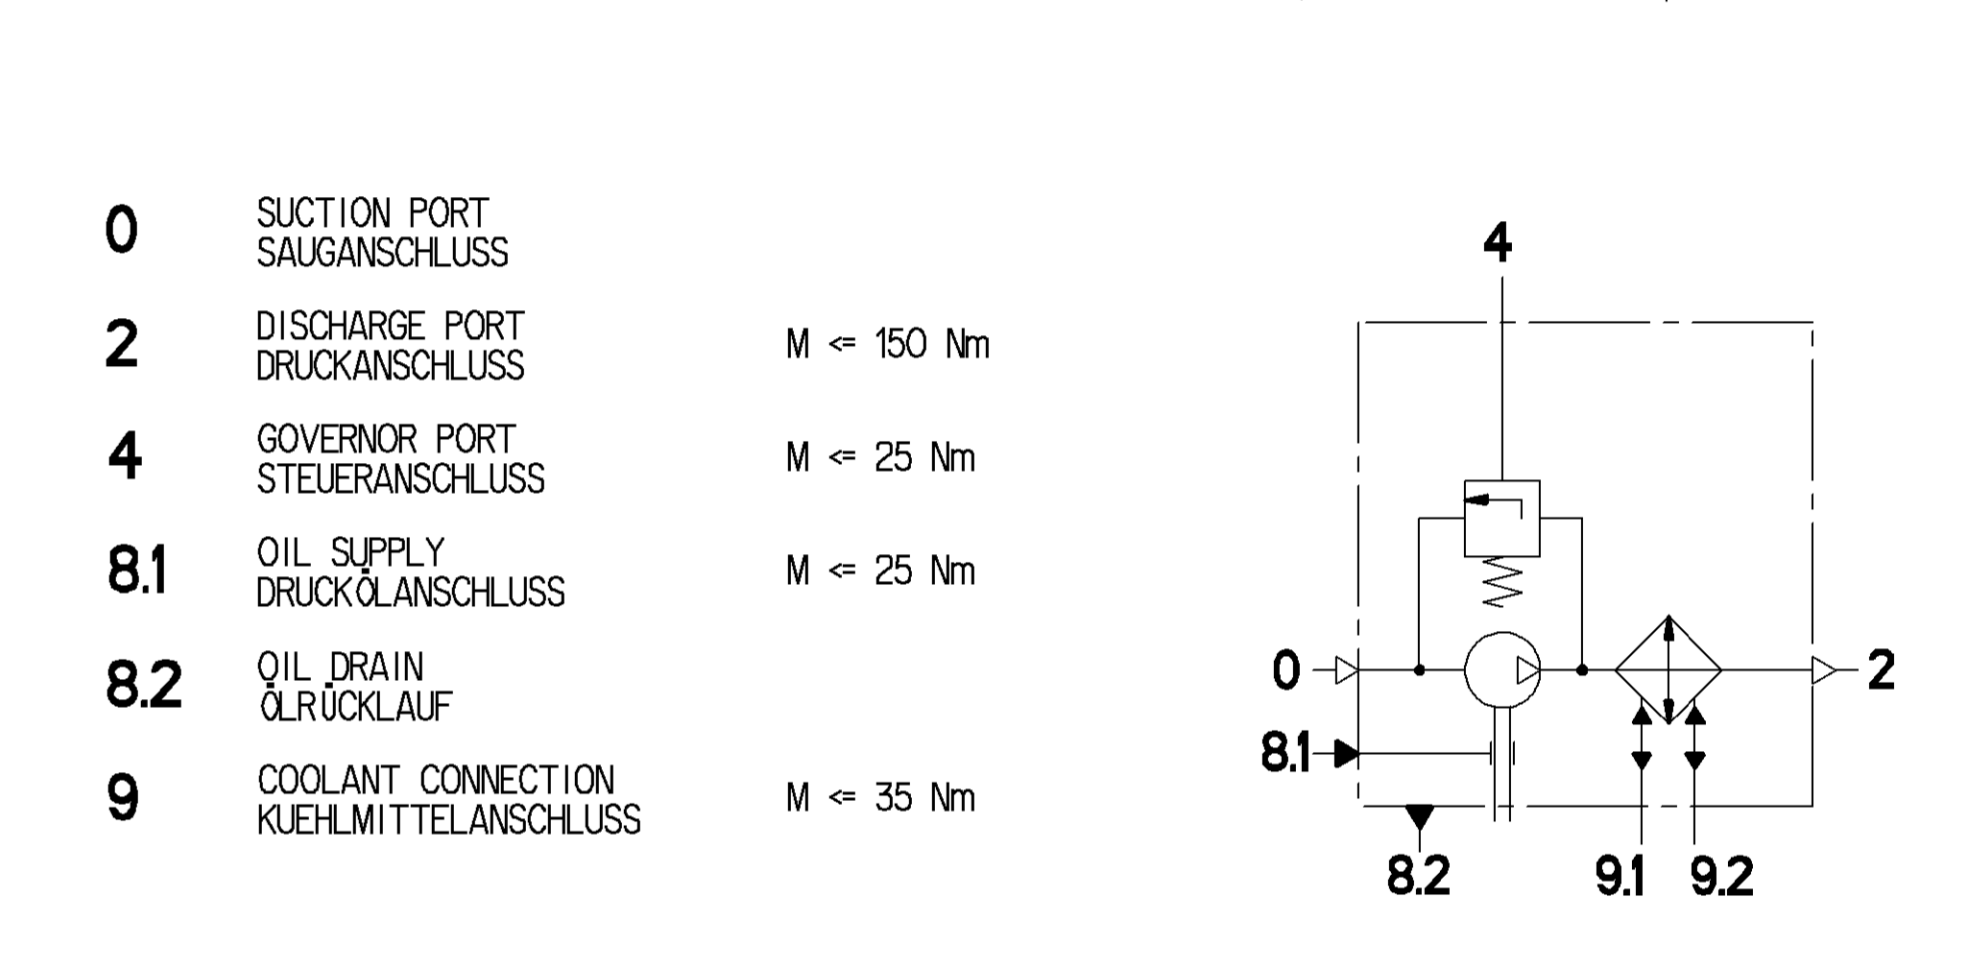 0 SUCTION PORT
SAUGANSCHLUSS
2 DISCHARGE PORT
DRUCKANSCHLUSS M <= 150 Nm
4 GOVERNOR PORT
STEUERANSCHLUSS M <= 25 Nm
8.1 OIL SUPPLY
DRUCKÖLANSCHLUSS M <= 25 Nm
8.2 OIL DRAIN
ÖLRÜCKLAUF
9 COOLANT CONNECTION
KUEHLMITTELANSCHLUSS M <= 35 Nm
4
0
2
8.1
8.2
9.1 9.2